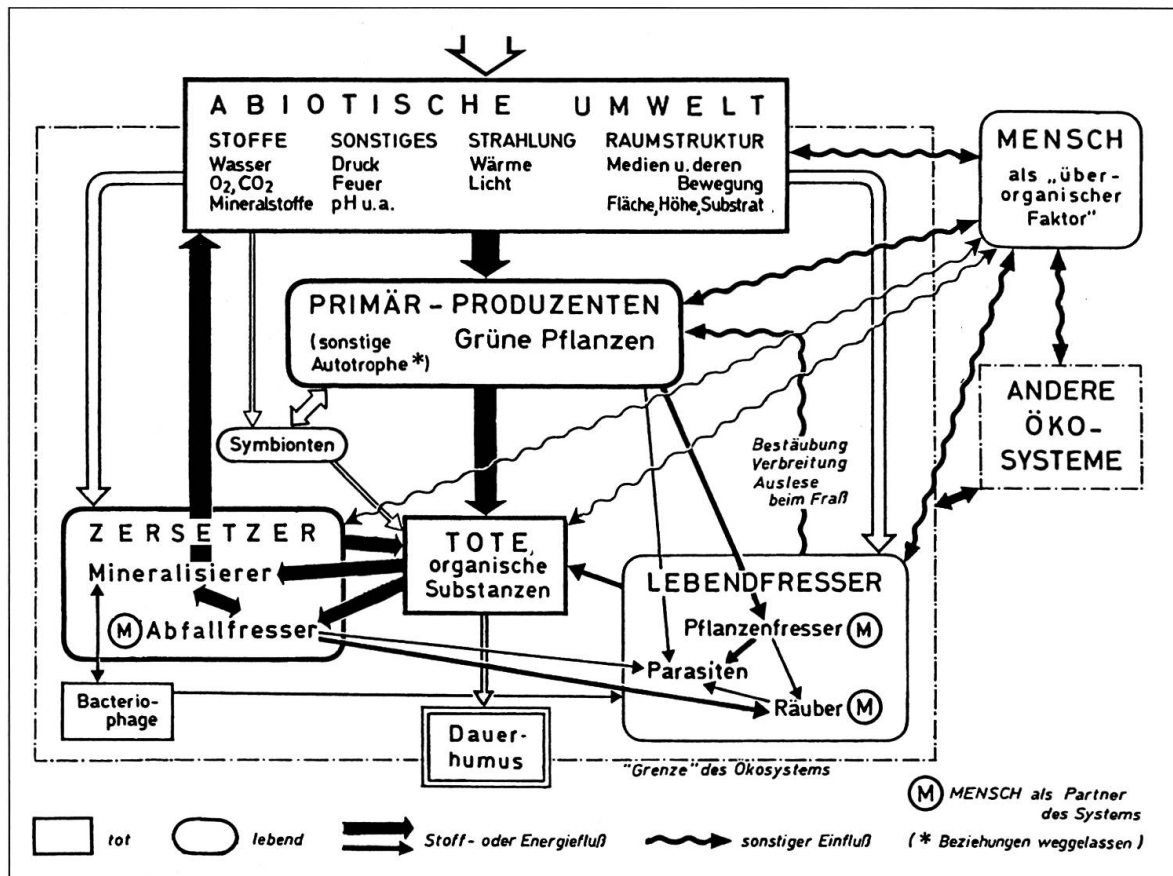 ABIOTISCHE UMWELT
STOFFE
Wasser
O₂, CO₂
Mineralstoffe
SONSTIGES
Druck
Feuer
pH u.a.
STRAHLUNG
Wärme
Licht
RAUMSTRUKTUR
Medien u. deren
Bewegung
Fläche, Höhe, Substrat
MENSCH
als „über-
organischer
Faktor"
PRIMÄR-PRODUZENTEN
(sonstige
Autotrophe*)
Grüne Pflanzen
ANDERE
ÖKO-
SYSTEME
Symbionten
Bestäubung
Verbreitung
Auslese
beim Fraß
ZERSETZER
Mineralisierer
M Abfallfresser
TOTE,
organische
Substanzen
LEBENDFRESSER
Pflanzenfresser M
Parasiten
Räuber M
Bacterio-
phage
Dauer-
humus
"Grenze" des Ökosystems
M MENSCH als Partner
des Systems
tot
lebend
Stoff- oder Energiefluß
sonstiger Einfluß
(* Beziehungen weggelassen)